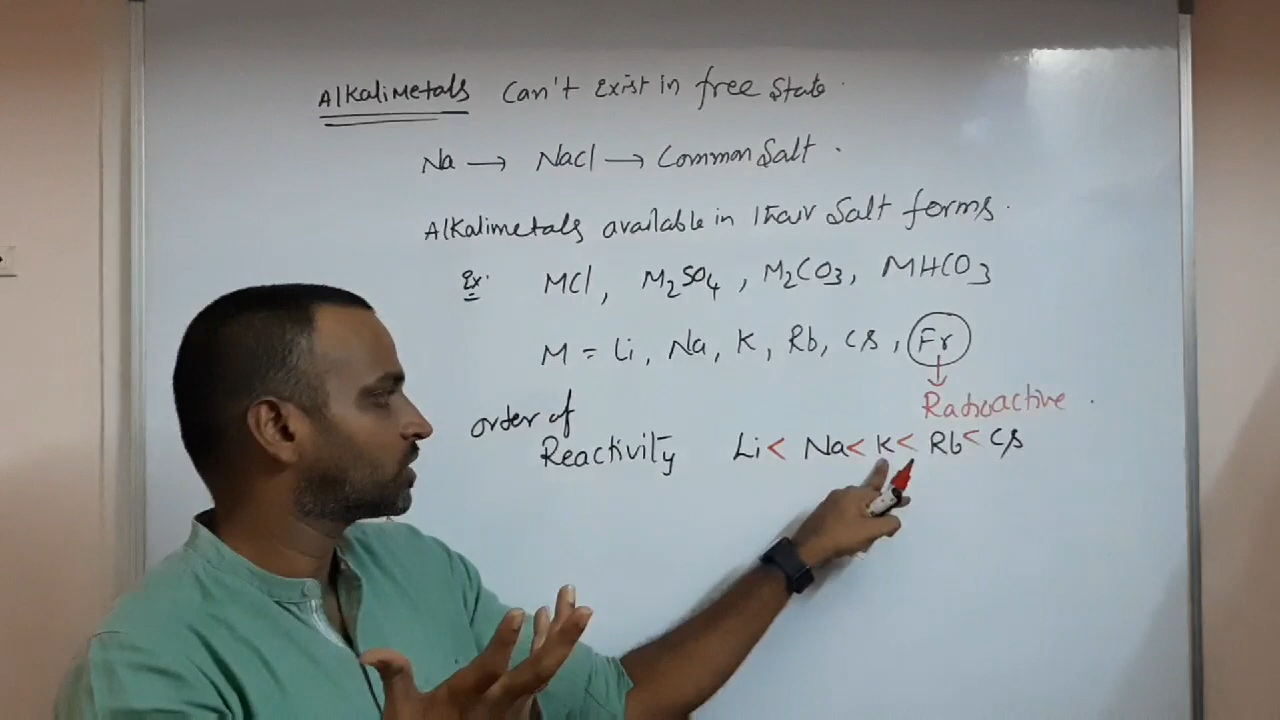 Alkalimetals Can't Exist in free State.
Na → NaCl → Common Salt.
Alkalimetals available in thair Salt forms.
Ex: MCl, M₂SO₄, M₂CO₃, MHCO₃
M = Li, Na, K, Rb, Cs, Fr
Radioactive.
order of
Reactivity Li < Na < K < Rb < Cs